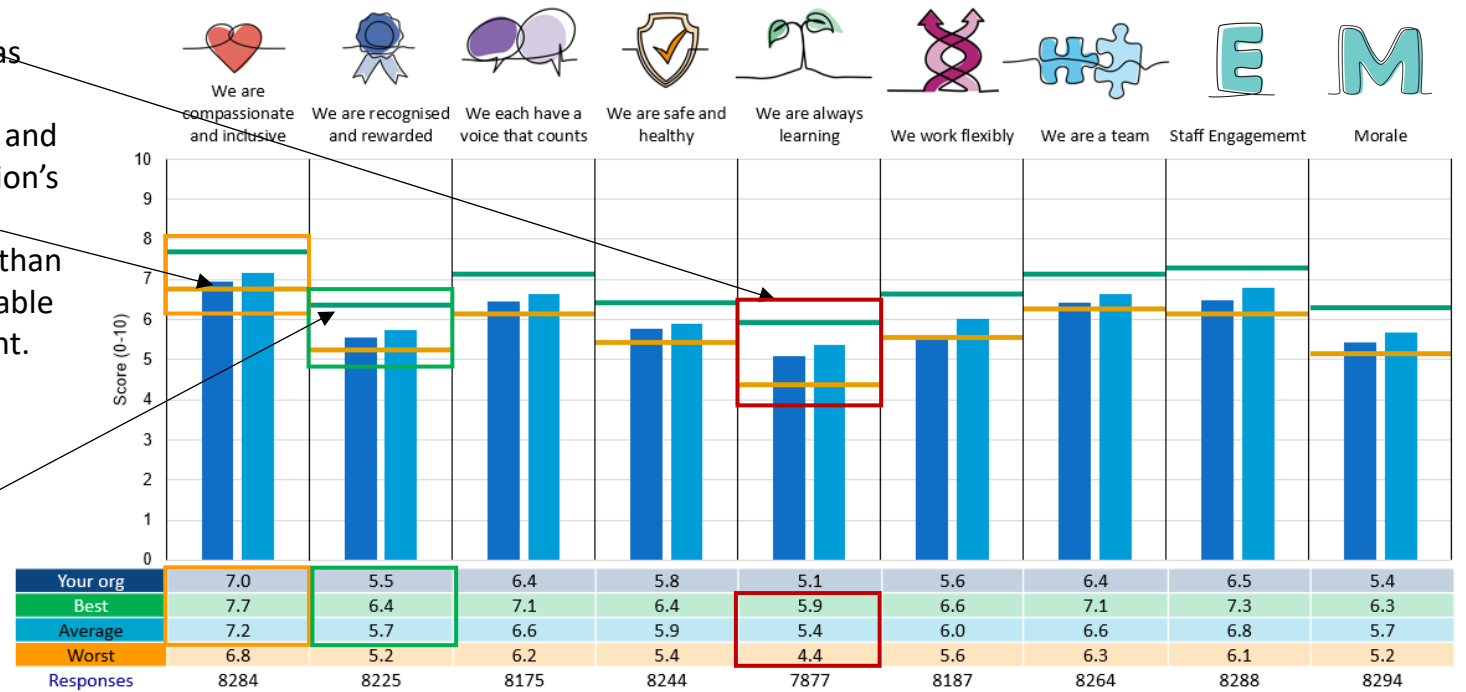 as
and
ion's
than
able
nt.
We are
compassionate
and inclusive
We are recognised
and rewarded
We each have a
voice that counts
We are safe and
healthy
We are always
learning
We work flexibly
We are a team
Staff Engagememt
E
Morale
M
Score (0-10)
10
9
8
7
6
5
4
3
2
1
0
Your org 7.0 5.5 6.4 5.8 5.1 5.6 6.4 6.5 5.4
Best 7.7 6.4 7.1 6.4 5.9 6.6 7.1 7.3 6.3
Average 7.2 5.7 6.6 5.9 5.4 6.0 6.6 6.8 5.7
Worst 6.8 5.2 6.2 5.4 4.4 5.6 6.3 6.1 5.2
Responses 8284 8225 8175 8244 7877 8187 8264 8288 8294